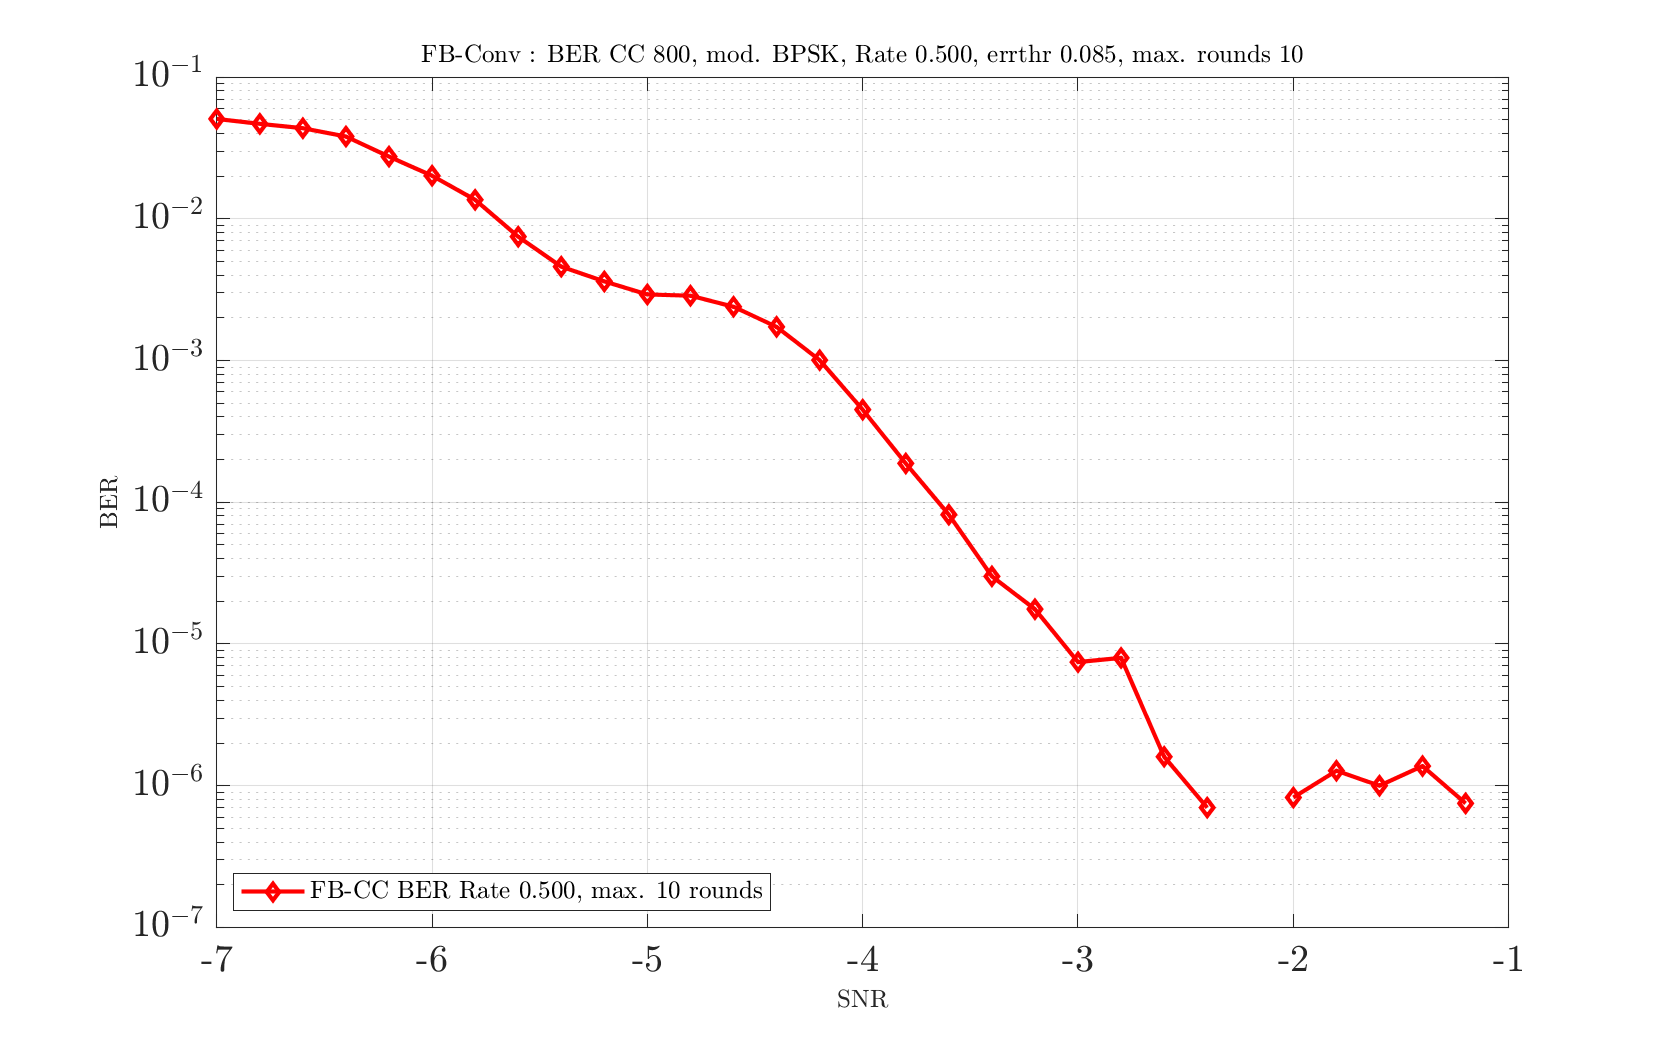 FB-Conv : BER CC 800, mod. BPSK, Rate 0.500, errthr 0.085, max. rounds 10
10^{-1}
10^{-2}
10^{-3}
10^{-4}
BER
10^{-5}
10^{-6}
FB-CC BER Rate 0.500, max. 10 rounds
10^{-7}
-7 -6 -5 -4 -3 -2 -1
SNR